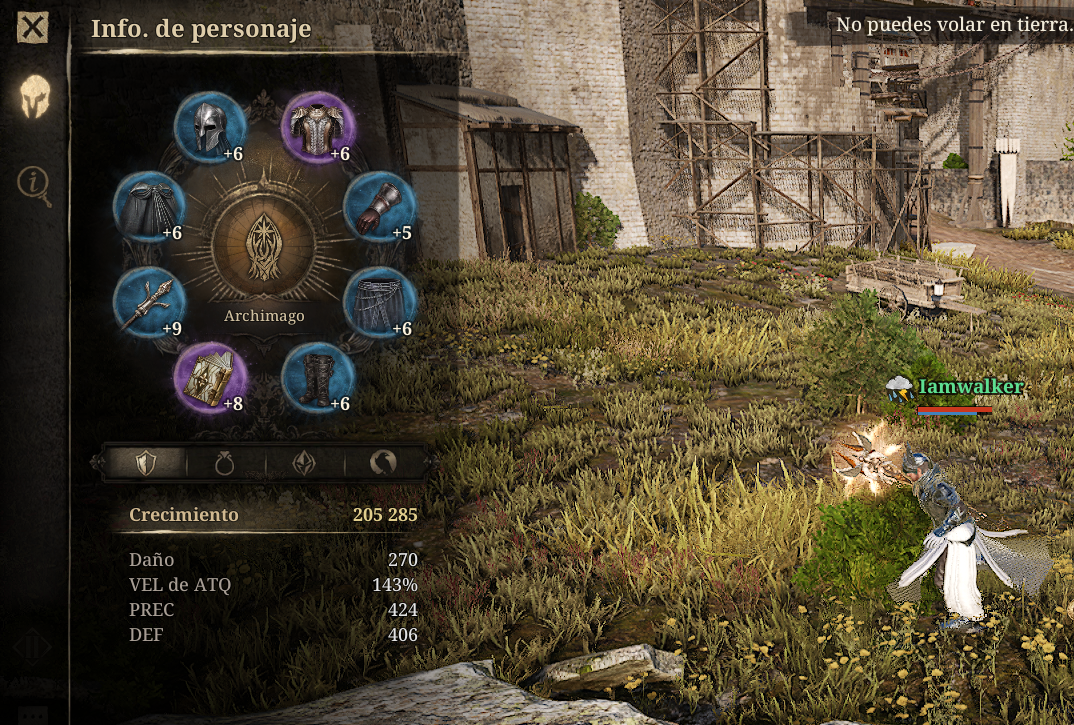 Info. de personaje
No puedes volar en tierra.
+6
+6
+6
+5
+9
+6
Archimago
+8
+6
Iamwalker
Crecimiento 205 285
Daño 270
VEL de ATQ 143%
PREC 424
DEF 406